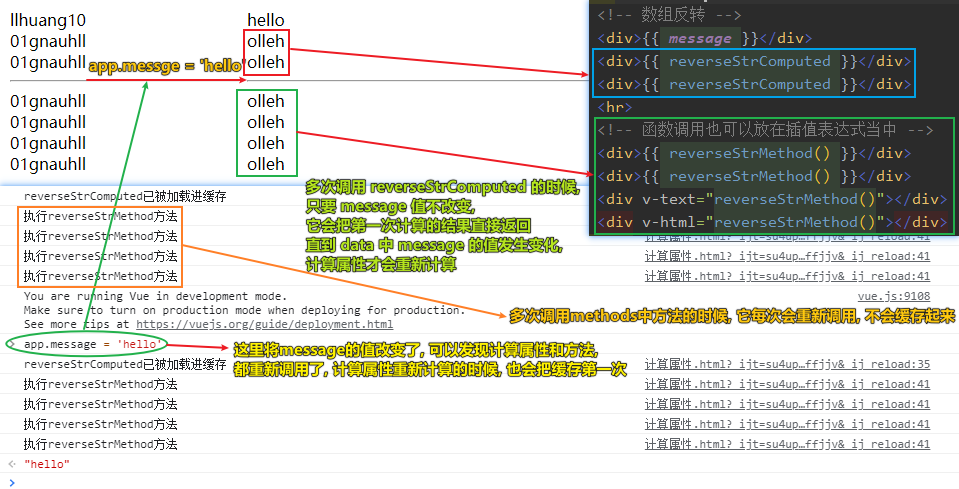 llhuang10 hello
01gnauhll olleh
01gnauhll olleh
app.messge = 'hello'
01gnauhll olleh
01gnauhll olleh
01gnauhll olleh
01gnauhll olleh
<!-- 数组反转 -->
<div>{{ message }}</div>
<div>{{ reverseStrComputed }}</div>
<div>{{ reverseStrComputed }}</div>
<hr>
<!-- 函数调用也可以放在插值表达式当中 -->
<div>{{ reverseStrMethod() }}</div>
<div>{{ reverseStrMethod() }}</div>
<div v-text="reverseStrMethod()"></div>
<div v-html="reverseStrMethod()"></div>
多次调用 reverseStrComputed 的时候,
只要 message 值不改变,
它会把第一次计算的结果直接返回
直到 data 中 message 的值发生变化,
计算属性才会重新计算
reverseStrComputed已被加载进缓存
执行reverseStrMethod方法
执行reverseStrMethod方法
执行reverseStrMethod方法 计算属性.html? ijt=su4up…ffjjv& ij reload:41
执行reverseStrMethod方法 计算属性.html? ijt=su4up…ffjjv& ij reload:41
You are running Vue in development mode. vue.js:9108
Make sure to turn on production mode when deploying for production.
See more tips at https://vuejs.org/guide/deployment.html
多次调用methods中方法的时候, 它每次会重新调用, 不会缓存起来
> app.message = 'hello'
这里将message的值改变了, 可以发现计算属性和方法,
都重新调用了, 计算属性重新计算的时候, 也会把缓存第一次
reverseStrComputed已被加载进缓存 计算属性.html? ijt=su4up…ffjjv& ij reload:35
执行reverseStrMethod方法 计算属性.html? ijt=su4up…ffjjv& ij reload:41
执行reverseStrMethod方法 计算属性.html? ijt=su4up…ffjjv& ij reload:41
执行reverseStrMethod方法 计算属性.html? ijt=su4up…ffjjv& ij reload:41
执行reverseStrMethod方法 计算属性.html? ijt=su4up…ffjjv& ij reload:41
"hello"
>